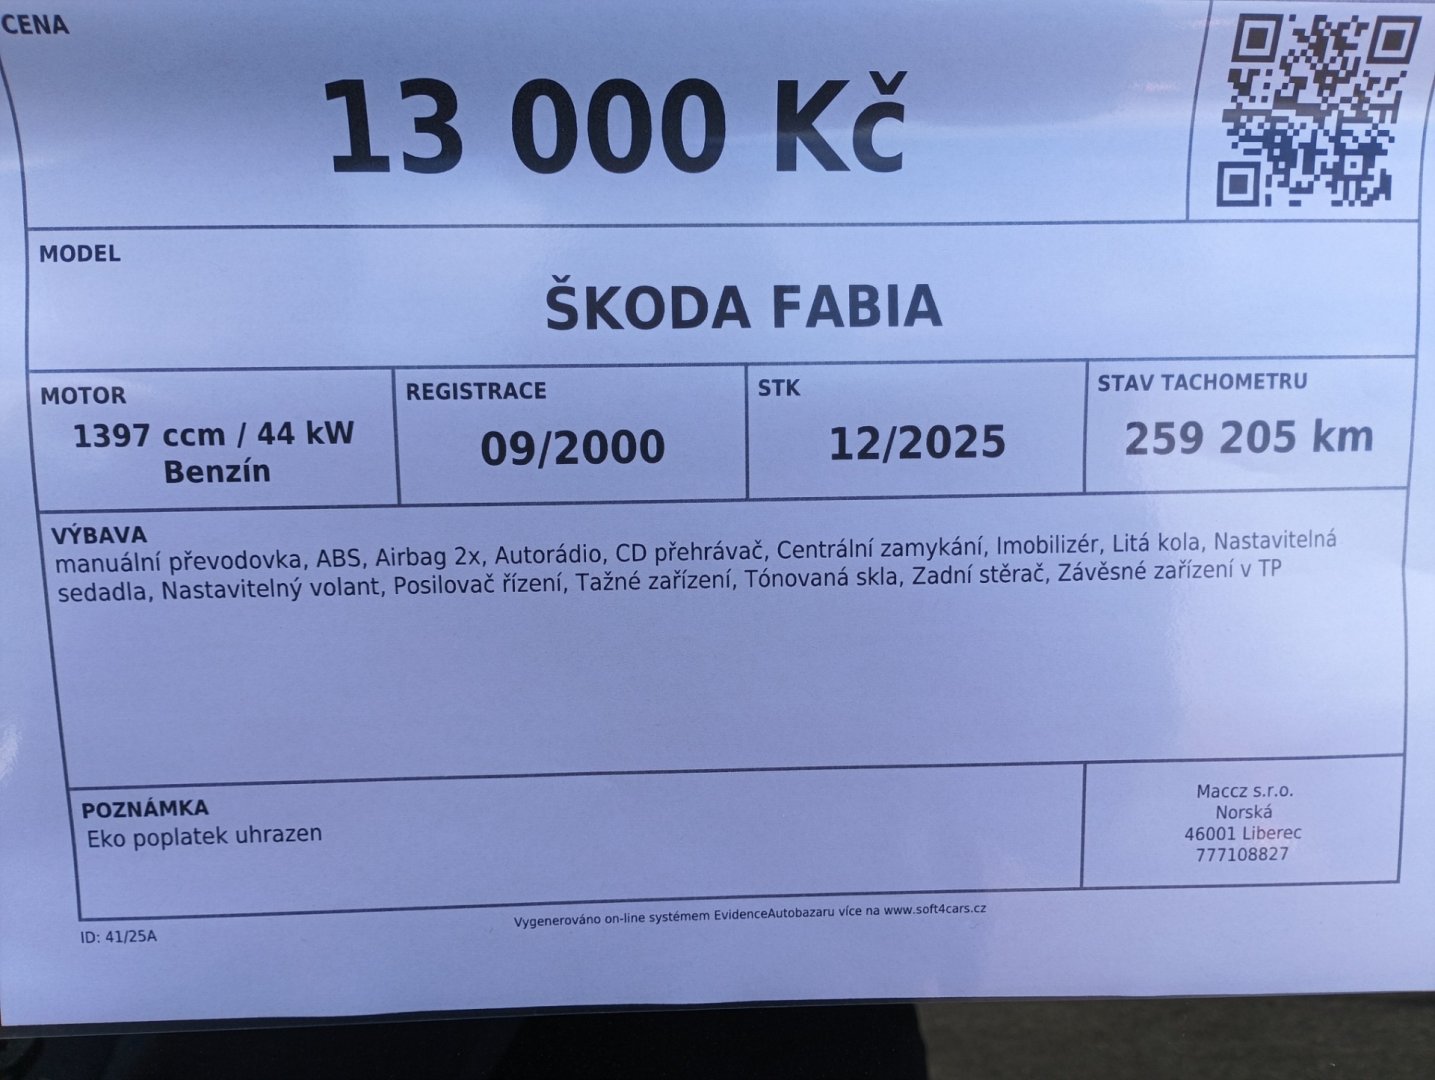 CENA
13 000 Kč
MODEL
ŠKODA FABIA
MOTOR
1397 ccm / 44 kW
Benzín
REGISTRACE
09/2000
STK
12/2025
STAV TACHOMETRU
259 205 km
VÝBAVA
manuální převodovka, ABS, Airbag 2x, Autorádio, CD přehrávač, Centrální zamykání, Imobilizér, Litá kola, Nastavitelná
sedadla, Nastavitelný volant, Posilovač řízení, Tažné zařízení, Tónovaná skla, Zadní stěrač, Závěsné zařízení v TP
POZNÁMKA
Eko poplatek uhrazen
Maccz s.r.o.
Norská
46001 Liberec
777108827
Vygenerováno on-line systémem EvidenceAutobazaru více na www.soft4cars.cz
ID: 41/25A